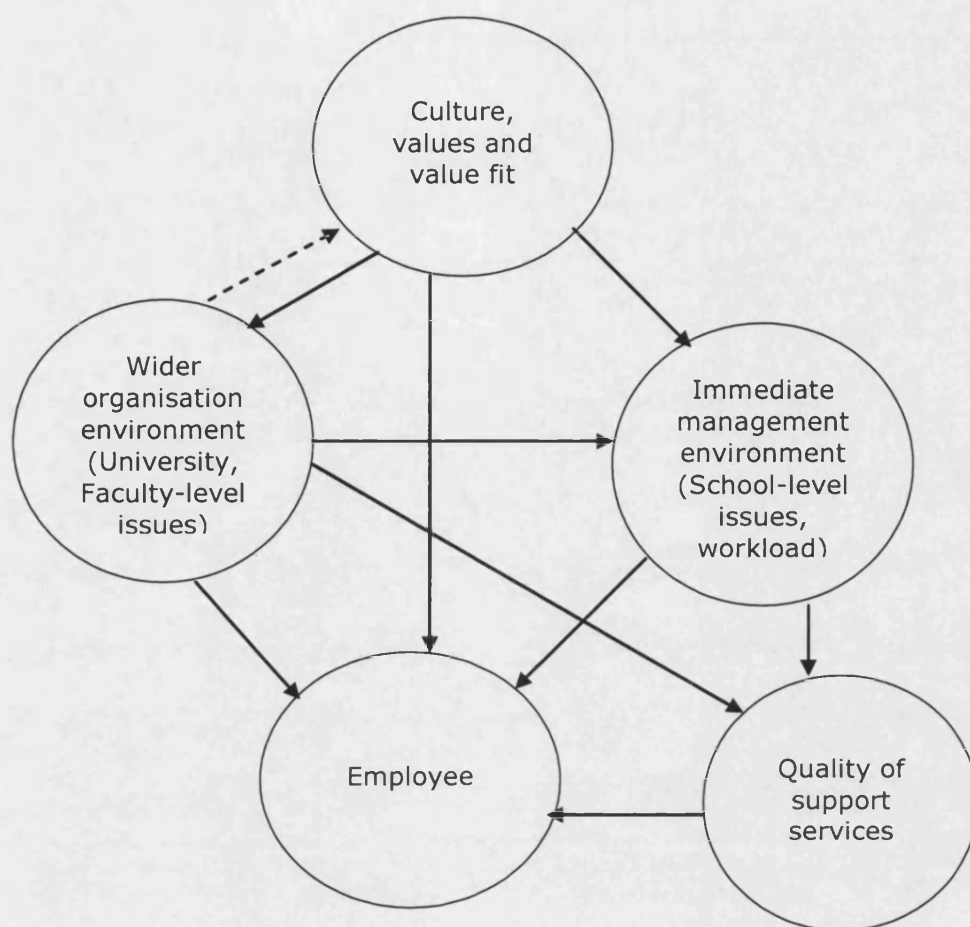 Culture,
values and
value fit
Wider
organisation
environment
(University,
Faculty-level
issues)
Immediate
management
environment
(School-level
issues,
workload)
Employee
Quality of
support
services